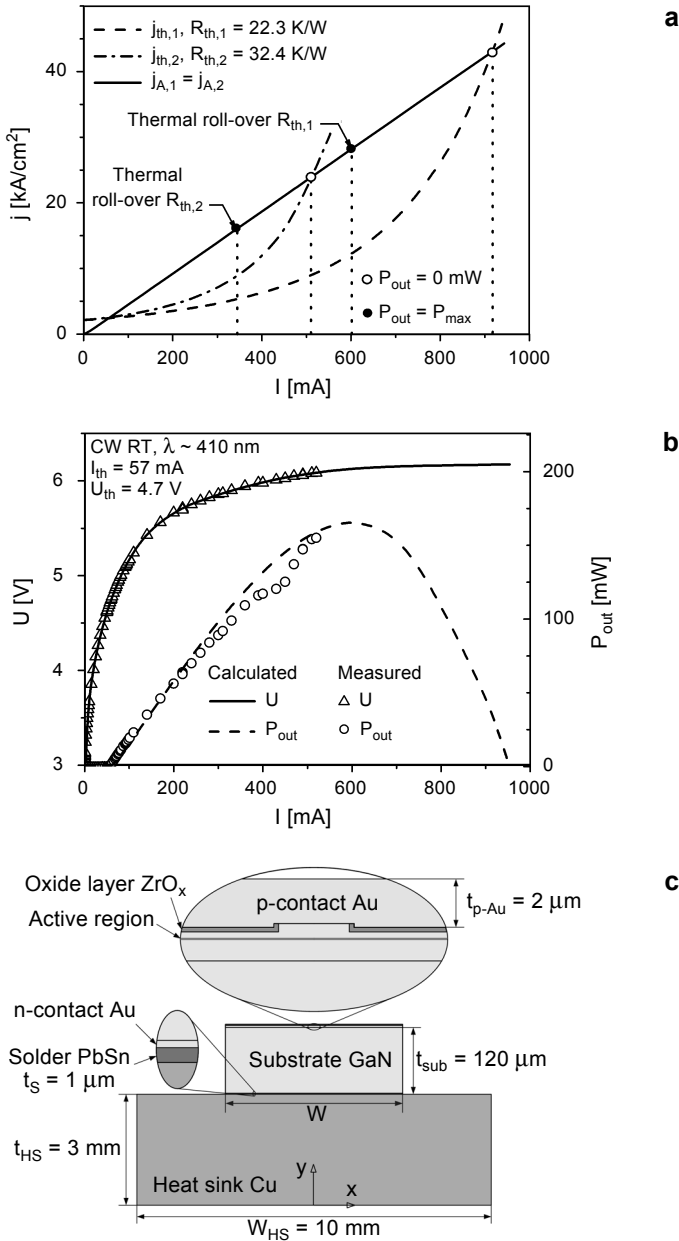 a
j_th,1, R_th,1 = 22.3 K/W
j_th,2, R_th,2 = 32.4 K/W
j_A,1 = j_A,2
Thermal roll-over R_th,1
Thermal
roll-over R_th,2
P_out = 0 mW
P_out = P_max
j [kA/cm²]
40
20
0
0 200 400 600 800 1000
I [mA]
b
CW RT, λ ~ 410 nm
I_th = 57 mA
U_th = 4.7 V
Calculated Measured
U U
P_out P_out
U [V]
6
5
4
3
P_out [mW]
200
100
0
0 200 400 600 800 1000
I [mA]
c
Oxide layer ZrO_x
Active region
p-contact Au
t_p-Au = 2 μm
n-contact Au
Solder PbSn
t_S = 1 μm
Substrate GaN
t_sub = 120 μm
W
t_HS = 3 mm
Heat sink Cu
y
x
W_HS = 10 mm